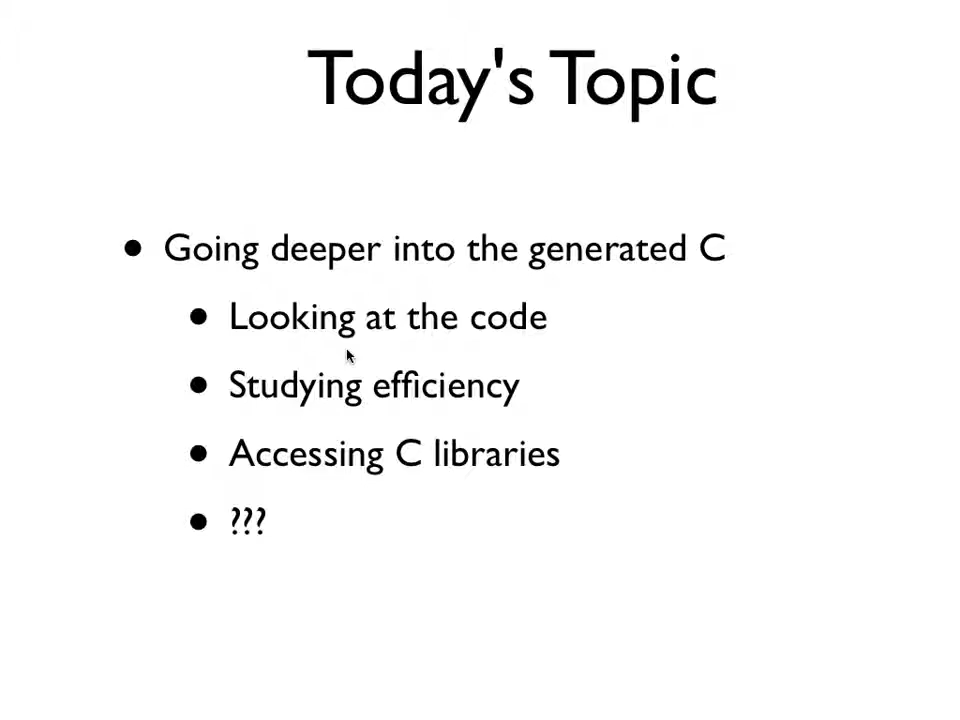 Today's Topic
• Going deeper into the generated C
• Looking at the code
• Studying efficiency
• Accessing C libraries
• ???